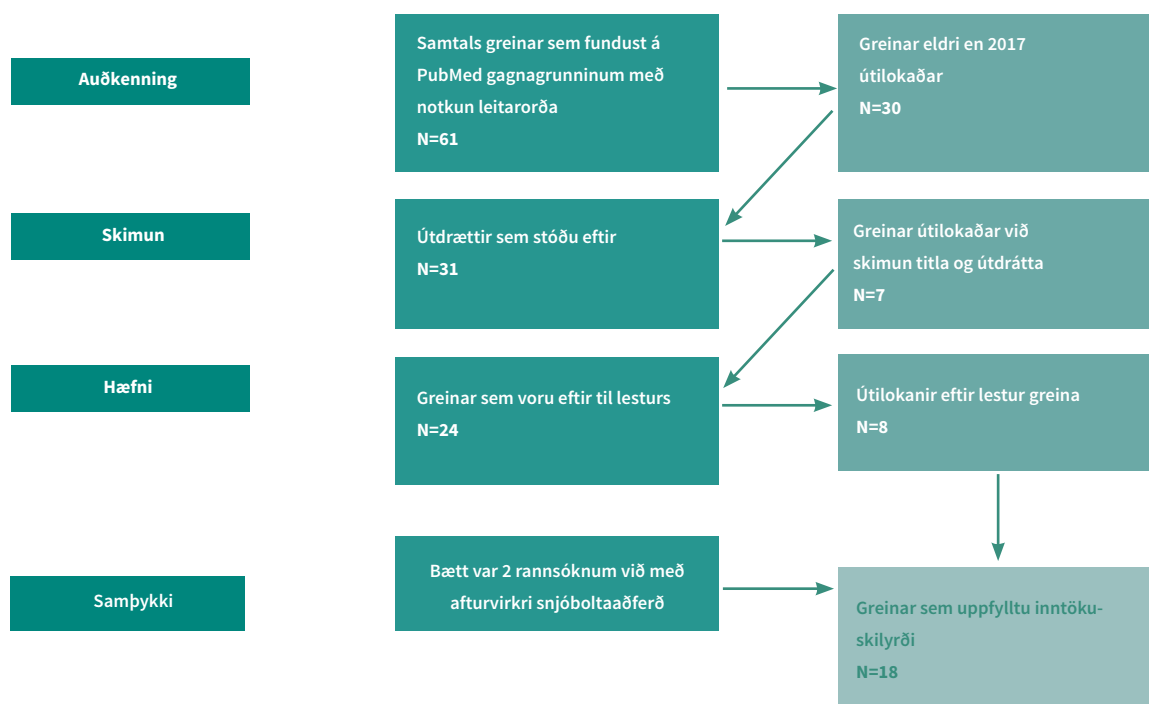 Auðkenning
Samtals greinar sem fundust á
PubMed gagnagrunninum með
notkun leitarorða
N=61
Greinar eldri en 2017
útilokaðar
N=30
Skimun
Útdrættir sem stóðu eftir
N=31
Greinar útilokaðar við
skimun titla og útdrátta
N=7
Hæfni
Greinar sem voru eftir til lesturs
N=24
Útilokanir eftir lestur greina
N=8
Samþykki
Bætt var 2 rannsóknum við með
afturvirkri snjóboltaaðferð
Greinar sem uppfylltu inntöku-
skilyrði
N=18